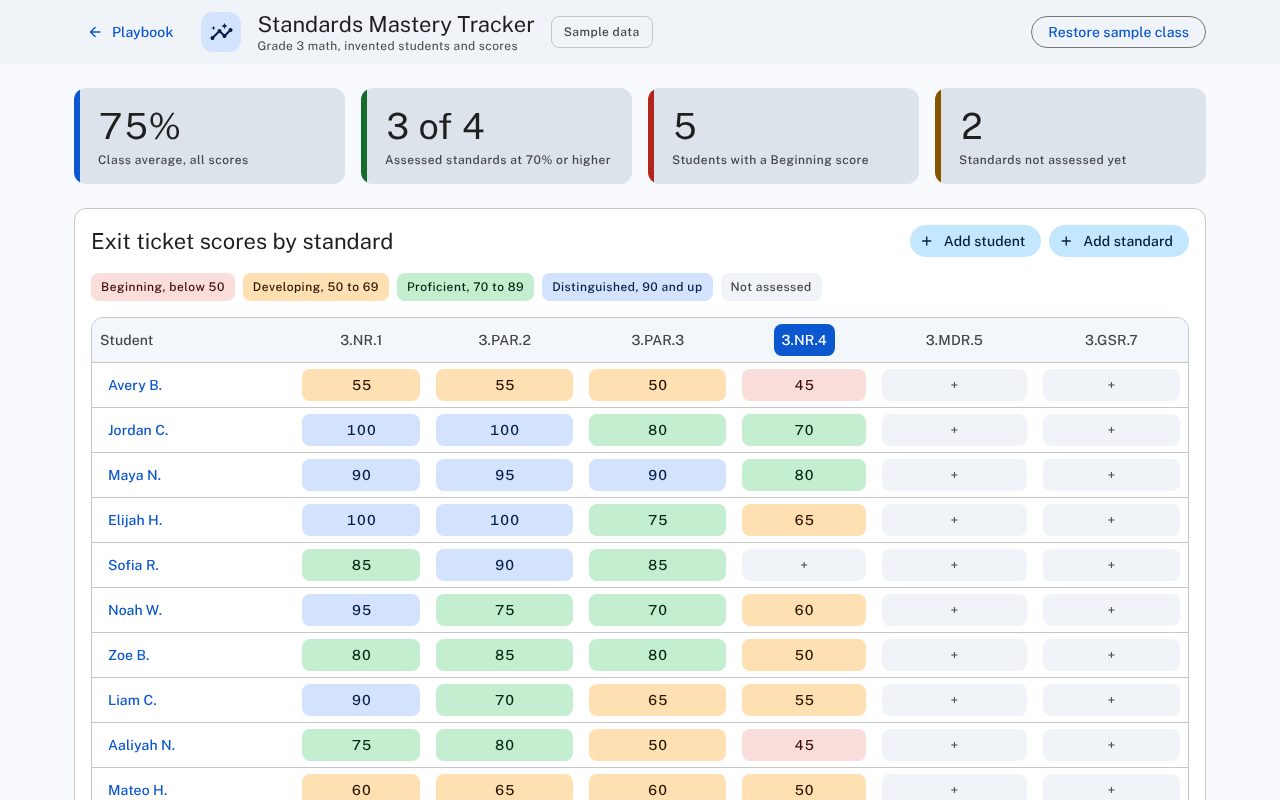 Playbook
Standards Mastery Tracker
Grade 3 math, invented students and scores
Sample data
Restore sample class
75%
Class average, all scores
3 of 4
Assessed standards at 70% or higher
5
Students with a Beginning score
2
Standards not assessed yet
Exit ticket scores by standard
+ Add student
+ Add standard
Beginning, below 50
Developing, 50 to 69
Proficient, 70 to 89
Distinguished, 90 and up
Not assessed
Student 3.NR.1 3.PAR.2 3.PAR.3 3.NR.4 3.MDR.5 3.GSR.7
Avery B. 55 55 50 45 + +
Jordan C. 100 100 80 70 + +
Maya N. 90 95 90 80 + +
Elijah H. 100 100 75 65 + +
Sofia R. 85 90 85 + + +
Noah W. 95 75 70 60 + +
Zoe B. 80 85 80 50 + +
Liam C. 90 70 65 55 + +
Aaliyah N. 75 80 50 45 + +
Mateo H. 60 65 60 50 + +